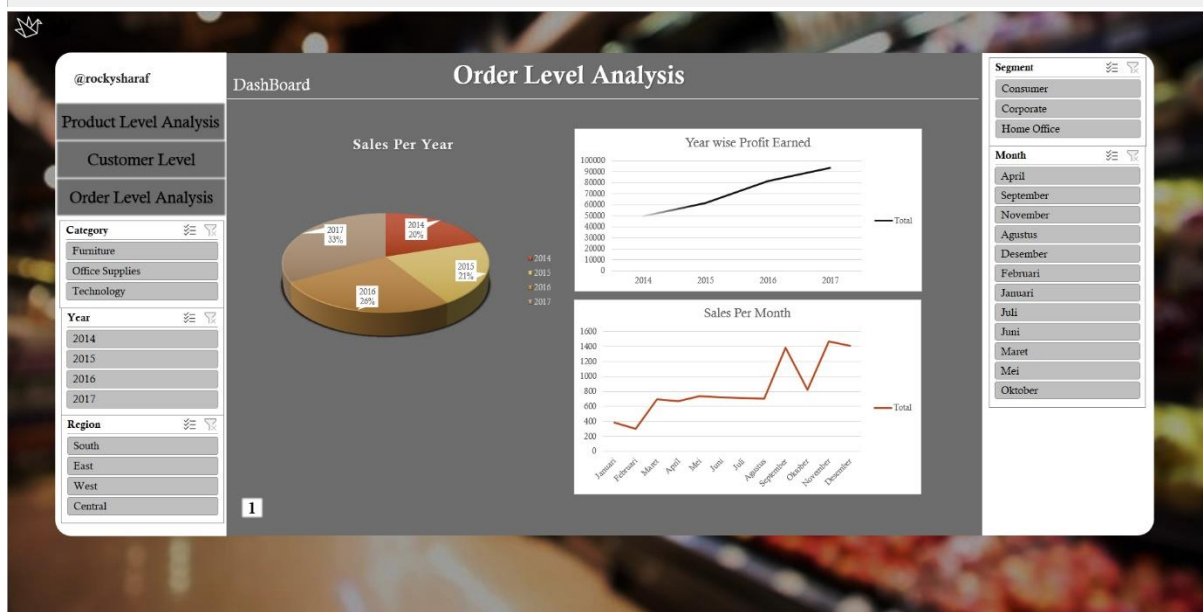 @rockysharaf
Product Level Analysis
Customer Level
Order Level Analysis
Category
Furniture
Office Supplies
Technology
Year
2014
2015
2016
2017
Region
South
East
West
Central
DashBoard
Order Level Analysis
Sales Per Year
2017
33%
2014
20%
2015
21%
2016
26%
2014
2015
2016
2017
1
Year wise Profit Earned
100000
90000
80000
70000
60000
50000
40000
30000
20000
10000
0
2014 2015 2016 2017
Total
Sales Per Month
1600
1400
1200
1000
800
600
400
200
0
Januari Februari Maret April Mei Juni Juli Agustus September Oktober November Desember
Total
Segment
Consumer
Corporate
Home Office
Month
April
September
November
Agustus
Desember
Februari
Januari
Juli
Juni
Maret
Mei
Oktober